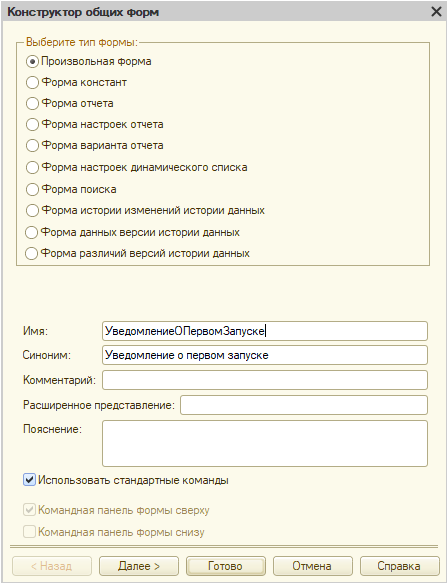 Конструктор общих форм
Выберите тип формы:
Произвольная форма
Форма констант
Форма отчета
Форма настроек отчета
Форма варианта отчета
Форма настроек динамического списка
Форма поиска
Форма истории изменений истории данных
Форма данных версии истории данных
Форма различий версий истории данных
Имя: УведомлениеОПервомЗапуске
Синоним: Уведомление о первом запуске
Комментарий:
Расширенное представление:
Пояснение:
Использовать стандартные команды
Командная панель формы сверху
Командная панель формы снизу
< Назад Далее > Готово Отмена Справка